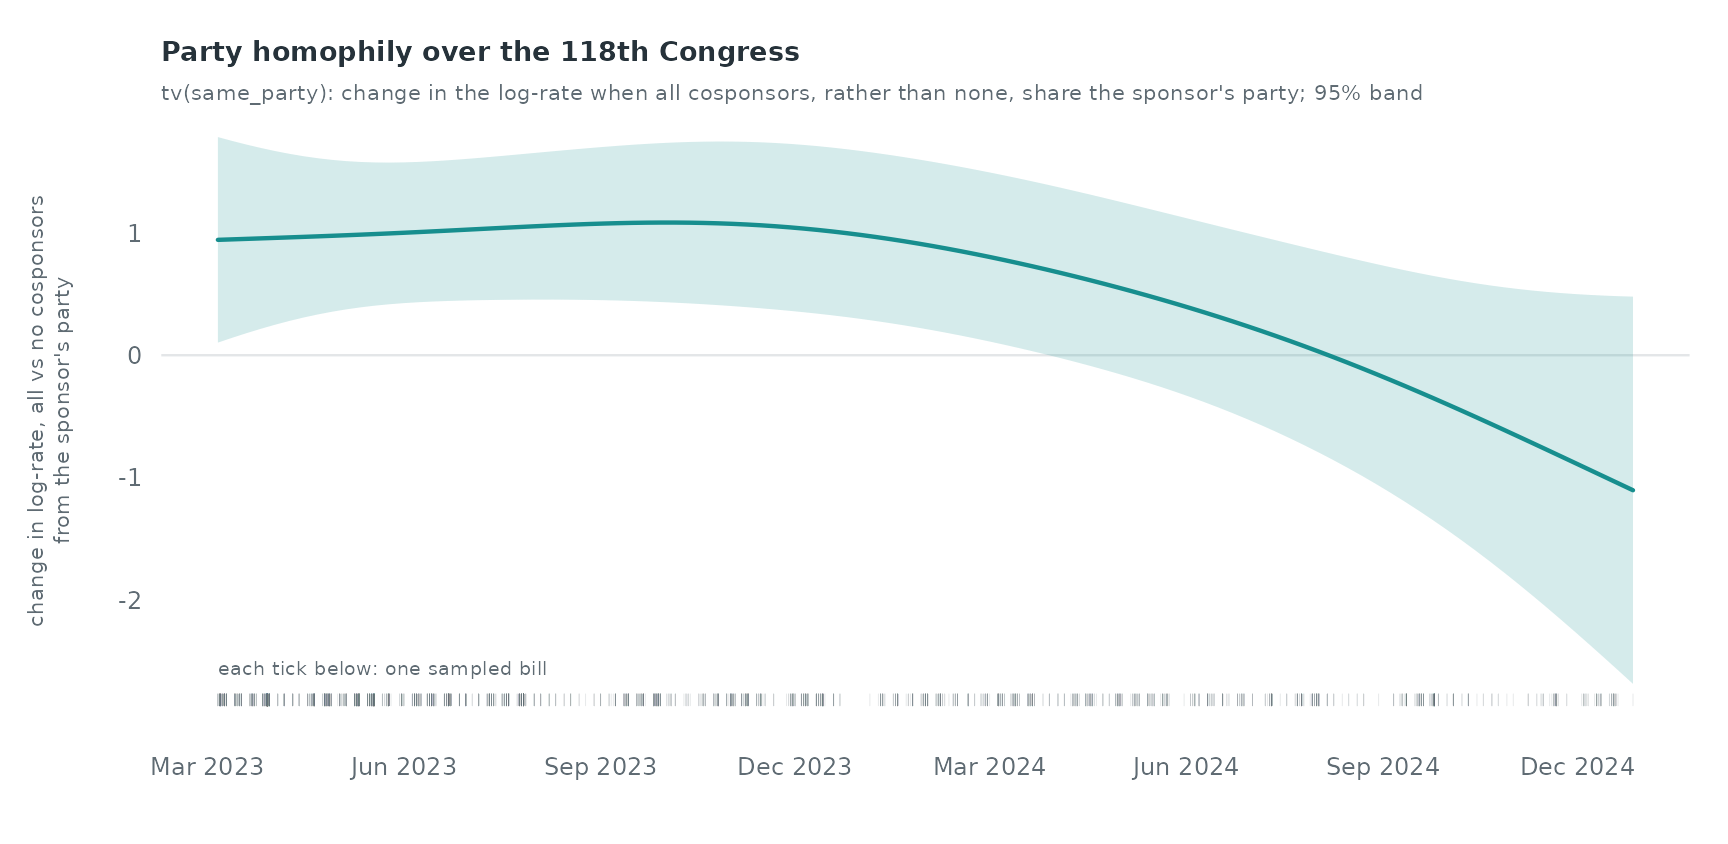 Party homophily over the 118th Congress
tv(same_party): change in the log-rate when all cosponsors, rather than none, share the sponsor's party; 95% band
change in log-rate, all vs no cosponsors
from the sponsor's party
1
0
-1
-2
each tick below: one sampled bill
Mar 2023
Jun 2023
Sep 2023
Dec 2023
Mar 2024
Jun 2024
Sep 2024
Dec 2024